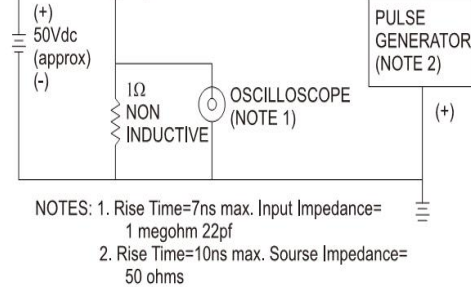 (+)
50Vdc
(approx)
(-)
1Ω
NON
INDUCTIVE
OSCILLOSCOPE
(NOTE 1)
PULSE
GENERATOR
(NOTE 2)
(+)
NOTES: 1. Rise Time=7ns max. Input Impedance=
1 megohm 22pf
2. Rise Time=10ns max. Sourse Impedance=
50 ohms